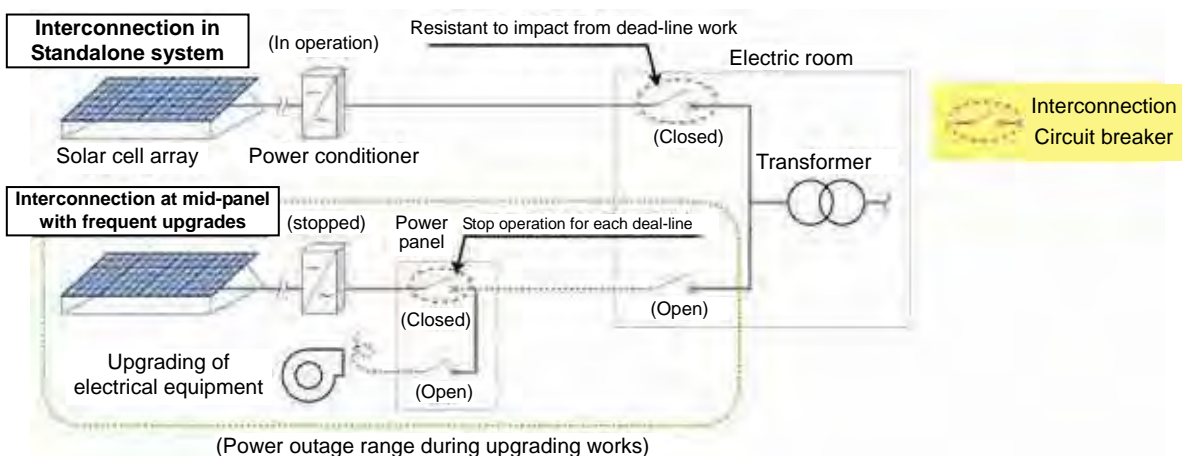 Interconnection in
Standalone system
(In operation)
Resistant to impact from dead-line work
Electric room
Interconnection
Circuit breaker
(Closed)
Solar cell array
Power conditioner
Transformer
Interconnection at mid-panel
with frequent upgrades
(stopped)
Power
panel
Stop operation for each deal-line
(Closed)
(Open)
Upgrading of
electrical equipment
(Open)
(Power outage range during upgrading works)